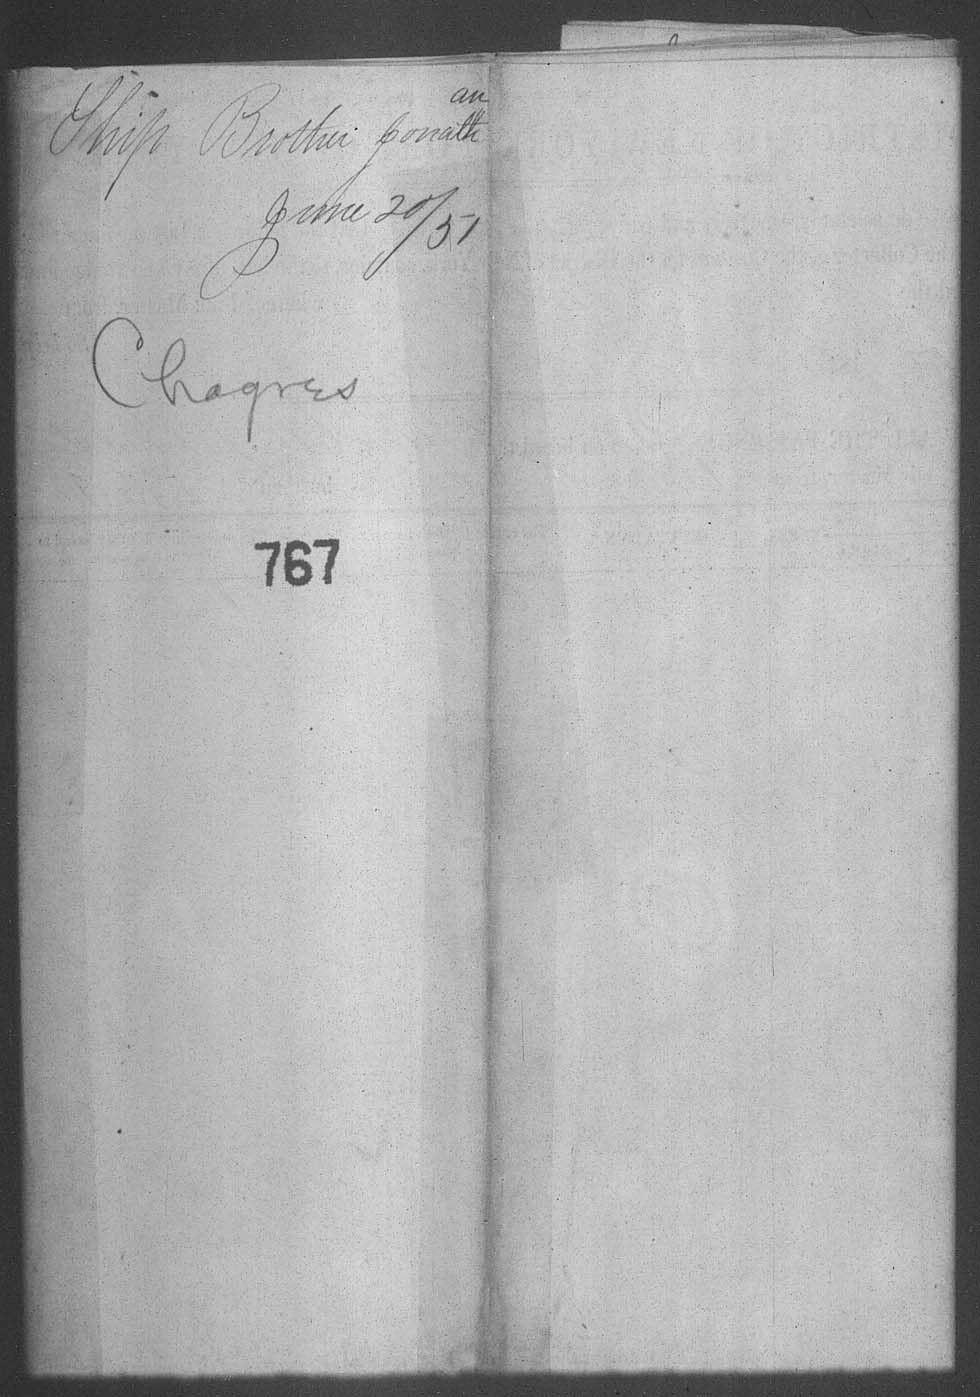 Ship Brother Jonathan
June 20/51
Chagres
767